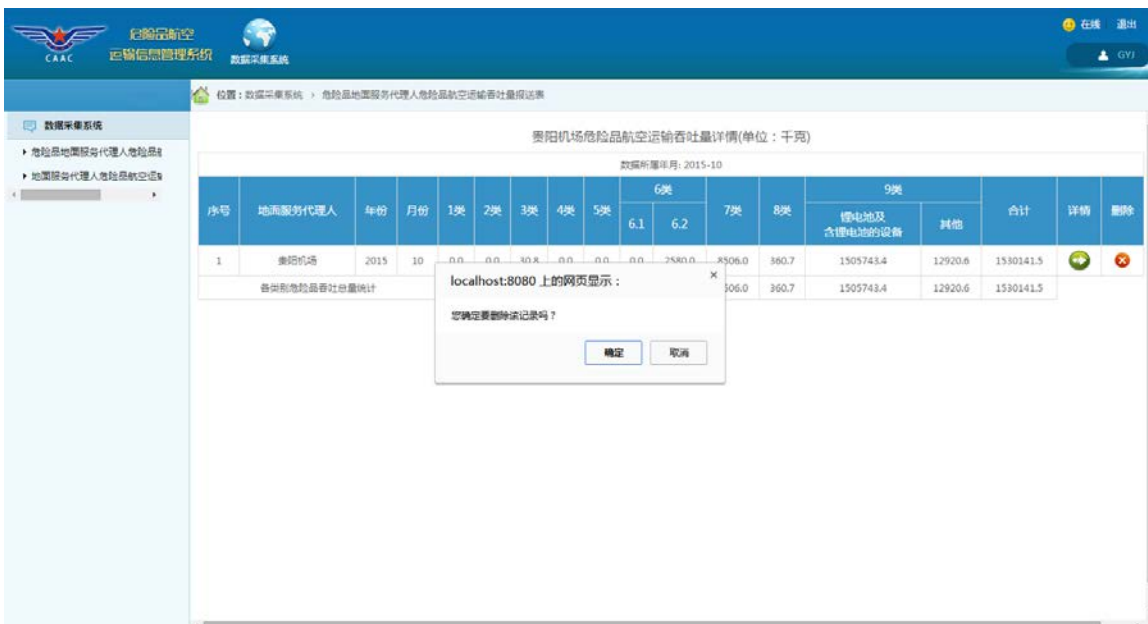 危险品航空
运输信息管理系统
CAAC
数据采集系统
在线 退出
GYJ
位置：数据采集系统 › 危险品地面服务代理人危险品航空运输吞吐量报送表
数据采集系统
危险品地面服务代理人危险品
地面服务代理人危险品航空运输
贵阳机场危险品航空运输吞吐量详情(单位：千克)
数据所属年月: 2015-10
序号 地面服务代理人 年份 月份 1类 2类 3类 4类 5类 6类 7类 8类 9类 合计 详情 删除
6.1 6.2 锂电池及 其他
含锂电池的设备
1 贵阳机场 2015 10 0.0 0.0 30.8 0.0 0.0 0.0 2580.0 8506.0 360.7 1505743.4 12920.6 1530141.5
各类别危险品吞吐总量统计 506.0 360.7 1505743.4 12920.6 1530141.5
localhost:8080 上的网页显示：
您确定要删除该记录吗？
确定 取消